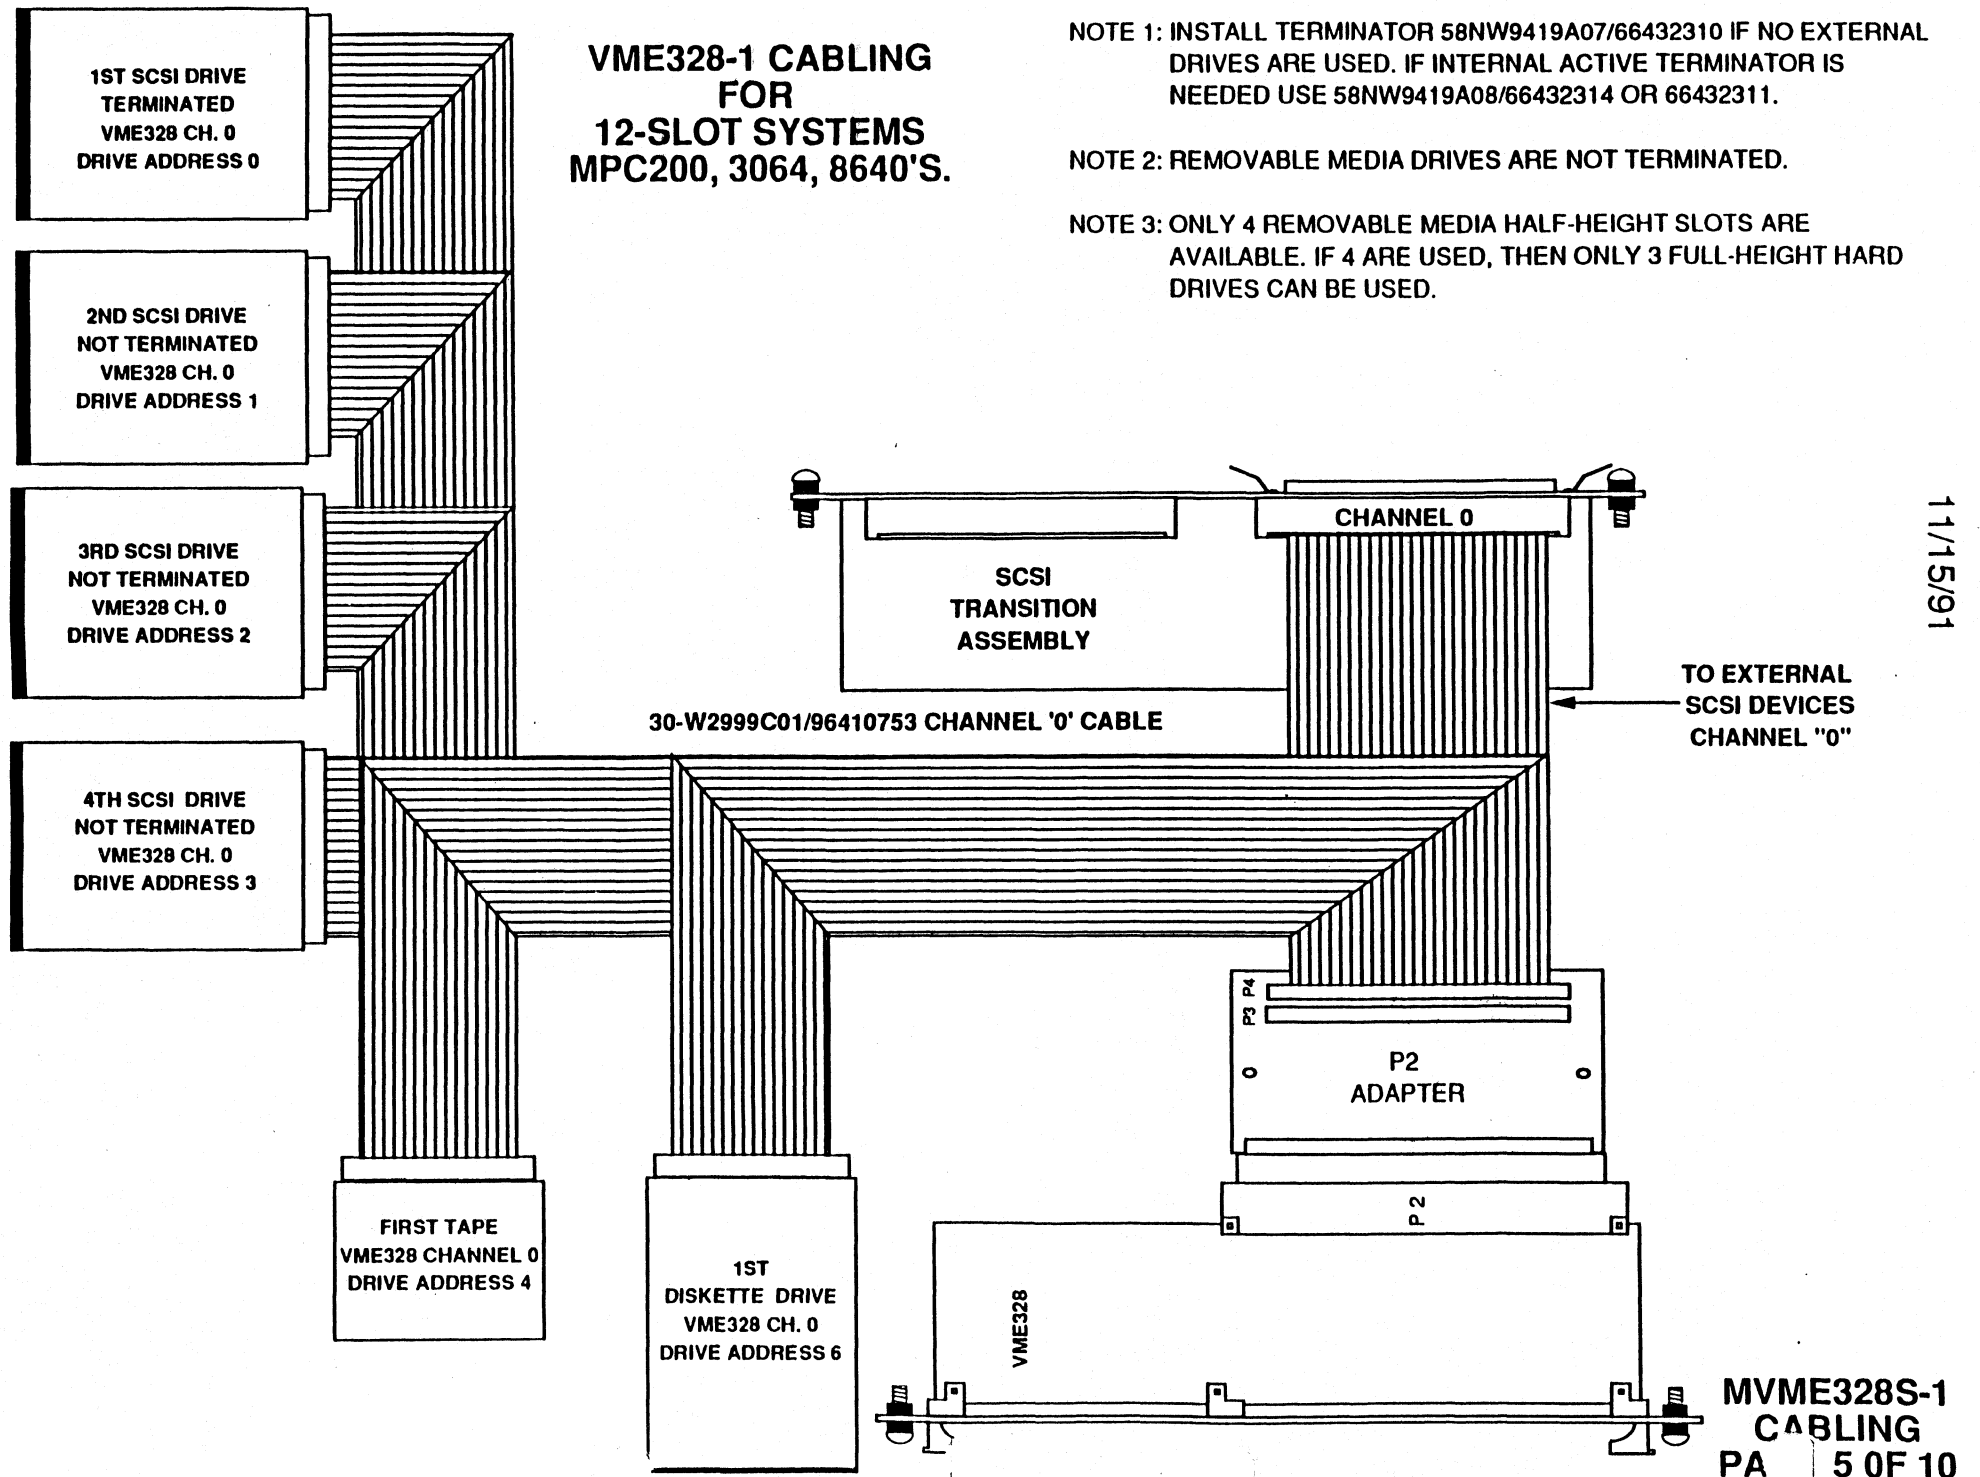 VME328-1 CABLING
FOR
12-SLOT SYSTEMS
MPC200, 3064, 8640'S.
NOTE 1: INSTALL TERMINATOR 58NW9419A07/66432310 IF NO EXTERNAL
DRIVES ARE USED. IF INTERNAL ACTIVE TERMINATOR IS
NEEDED USE 58NW9419A08/66432314 OR 66432311.
NOTE 2: REMOVABLE MEDIA DRIVES ARE NOT TERMINATED.
NOTE 3: ONLY 4 REMOVABLE MEDIA HALF-HEIGHT SLOTS ARE
AVAILABLE. IF 4 ARE USED, THEN ONLY 3 FULL-HEIGHT HARD
DRIVES CAN BE USED.
1ST SCSI DRIVE
TERMINATED
VME328 CH. 0
DRIVE ADDRESS 0
2ND SCSI DRIVE
NOT TERMINATED
VME328 CH. 0
DRIVE ADDRESS 1
3RD SCSI DRIVE
NOT TERMINATED
VME328 CH. 0
DRIVE ADDRESS 2
4TH SCSI DRIVE
NOT TERMINATED
VME328 CH. 0
DRIVE ADDRESS 3
CHANNEL 0
SCSI
TRANSITION
ASSEMBLY
11/15/91
TO EXTERNAL
SCSI DEVICES
CHANNEL "0"
30-W2999C01/96410753 CHANNEL '0' CABLE
P4
P3
P2
ADAPTER
P 2
FIRST TAPE
VME328 CHANNEL 0
DRIVE ADDRESS 4
1ST
DISKETTE DRIVE
VME328 CH. 0
DRIVE ADDRESS 6
VME328
MVME328S-1
CABLING
PA 5 OF 10